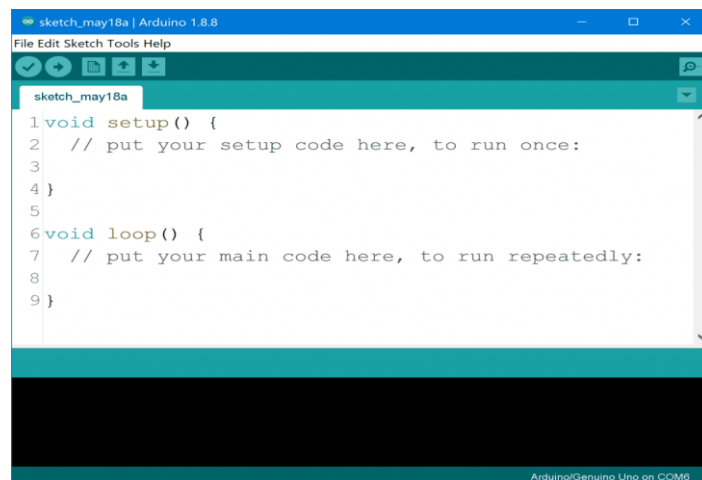 sketch_may18a | Arduino 1.8.8
File Edit Sketch Tools Help
sketch_may18a
1 void setup() {
2 // put your setup code here, to run once:
3
4 }
5
6 void loop() {
7 // put your main code here, to run repeatedly:
8
9 }
Arduino/Genuino Uno on COM6